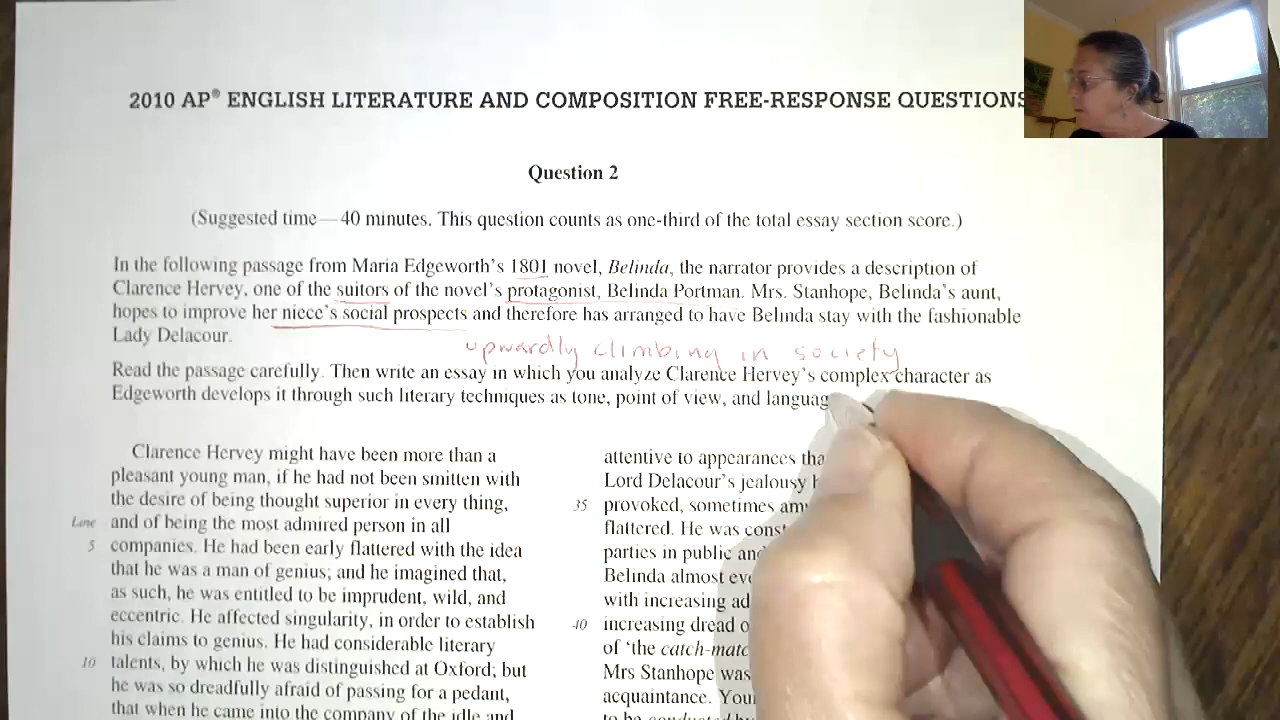 2010 AP® ENGLISH LITERATURE AND COMPOSITION FREE-RESPONSE QUESTIONS
Question 2
(Suggested time—40 minutes. This question counts as one-third of the total essay section score.)
In the following passage from Maria Edgeworth's 1801 novel, Belinda, the narrator provides a description of
Clarence Hervey, one of the suitors of the novel's protagonist, Belinda Portman. Mrs. Stanhope, Belinda's aunt,
hopes to improve her niece's social prospects and therefore has arranged to have Belinda stay with the fashionable
Lady Delacour.
upwardly climbing in society
Read the passage carefully. Then write an essay in which you analyze Clarence Hervey's complex character as
Edgeworth develops it through such literary techniques as tone, point of view, and
Clarence Hervey might have been more than a
pleasant young man, if he had not been smitten with
the desire of being thought superior in every thing,
Line and of being the most admired person in all
5 companies. He had been early flattered with the idea
that he was a man of genius; and he imagined that,
as such, he was entitled to be imprudent, wild, and
eccentric. He affected singularity, in order to establish
his claims to genius. He had considerable literary
10 talents, by which he was distinguished at Oxford; but
he was so dreadfully afraid of passing for a pedant,
that when he came into the company of the idle and
attentive to appearances
Lord Delacour's jealousy
35 provoked, sometimes
flattered. He was
parties in public
Belinda almost
with increasing
40 increasing dread
of 'the
Mrs Stanhope was
acquaintance.
to be